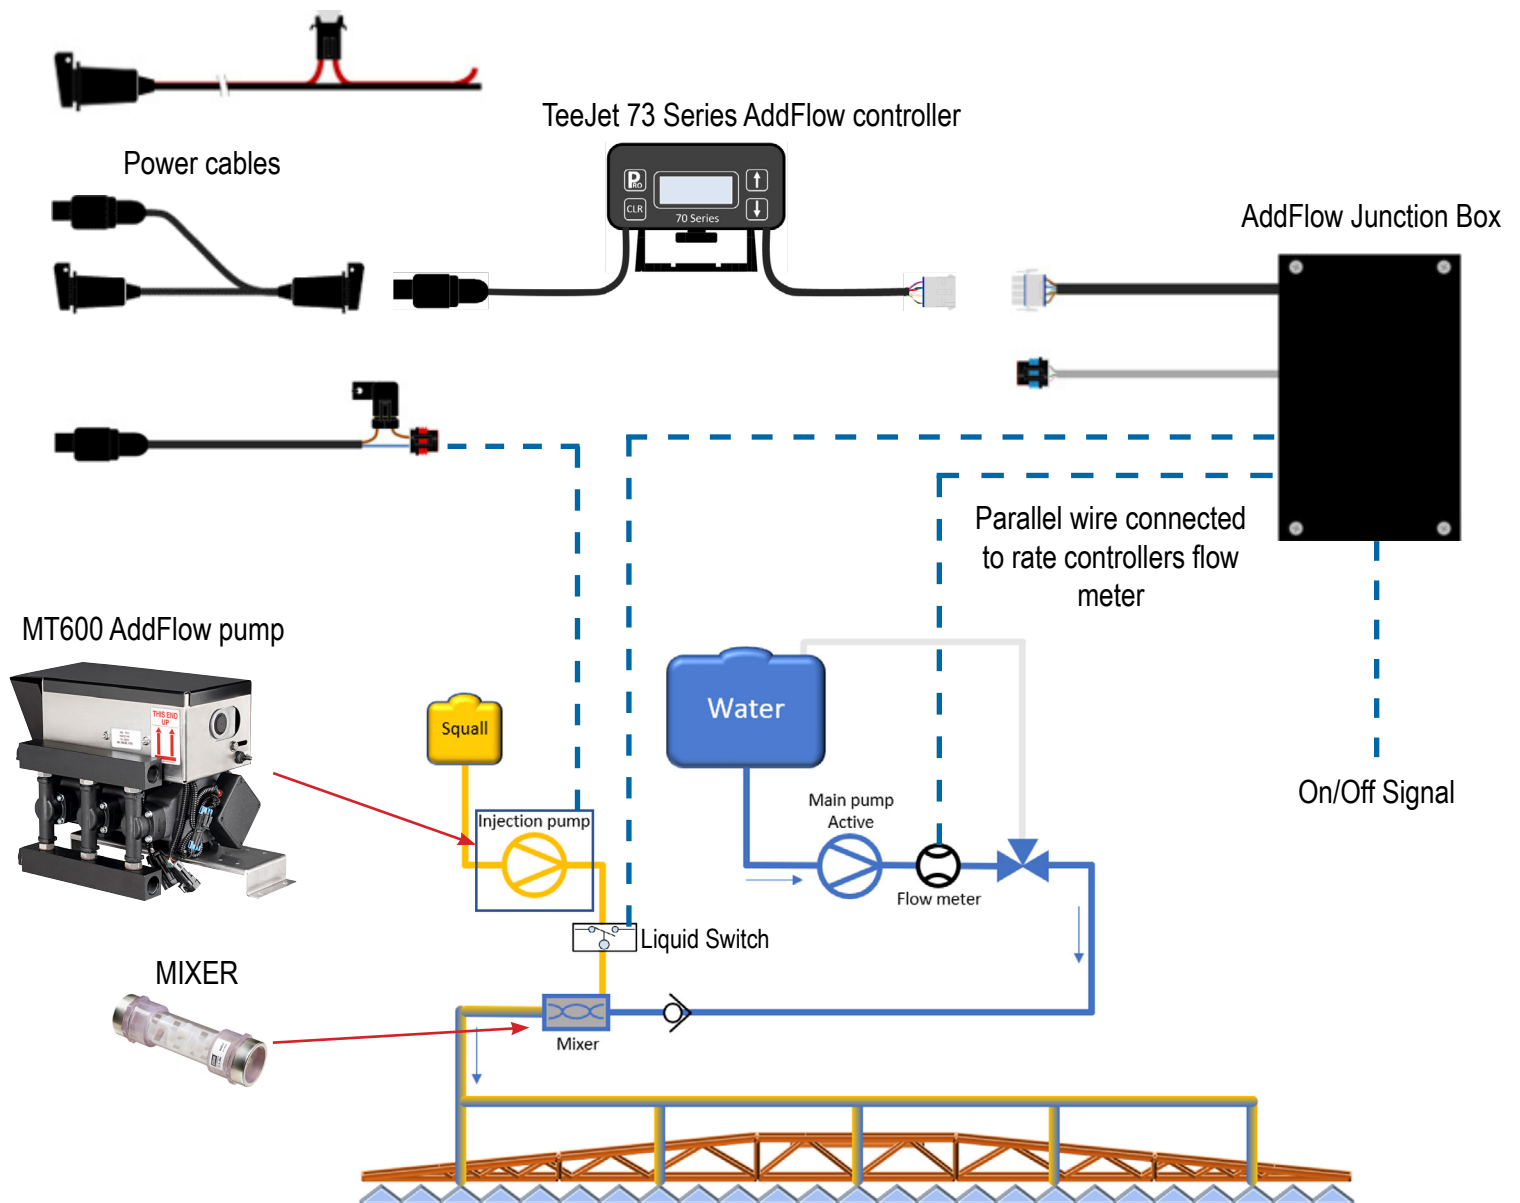 TeeJet 73 Series AddFlow controller
Power cables
PRO
CLR
70 Series
AddFlow Junction Box
Parallel wire connected
to rate controllers flow
meter
MT600 AddFlow pump
THIS END
UP
Squall
Water
Injection pump
Main pump
Active
Flow meter
On/Off Signal
Liquid Switch
MIXER
Mixer